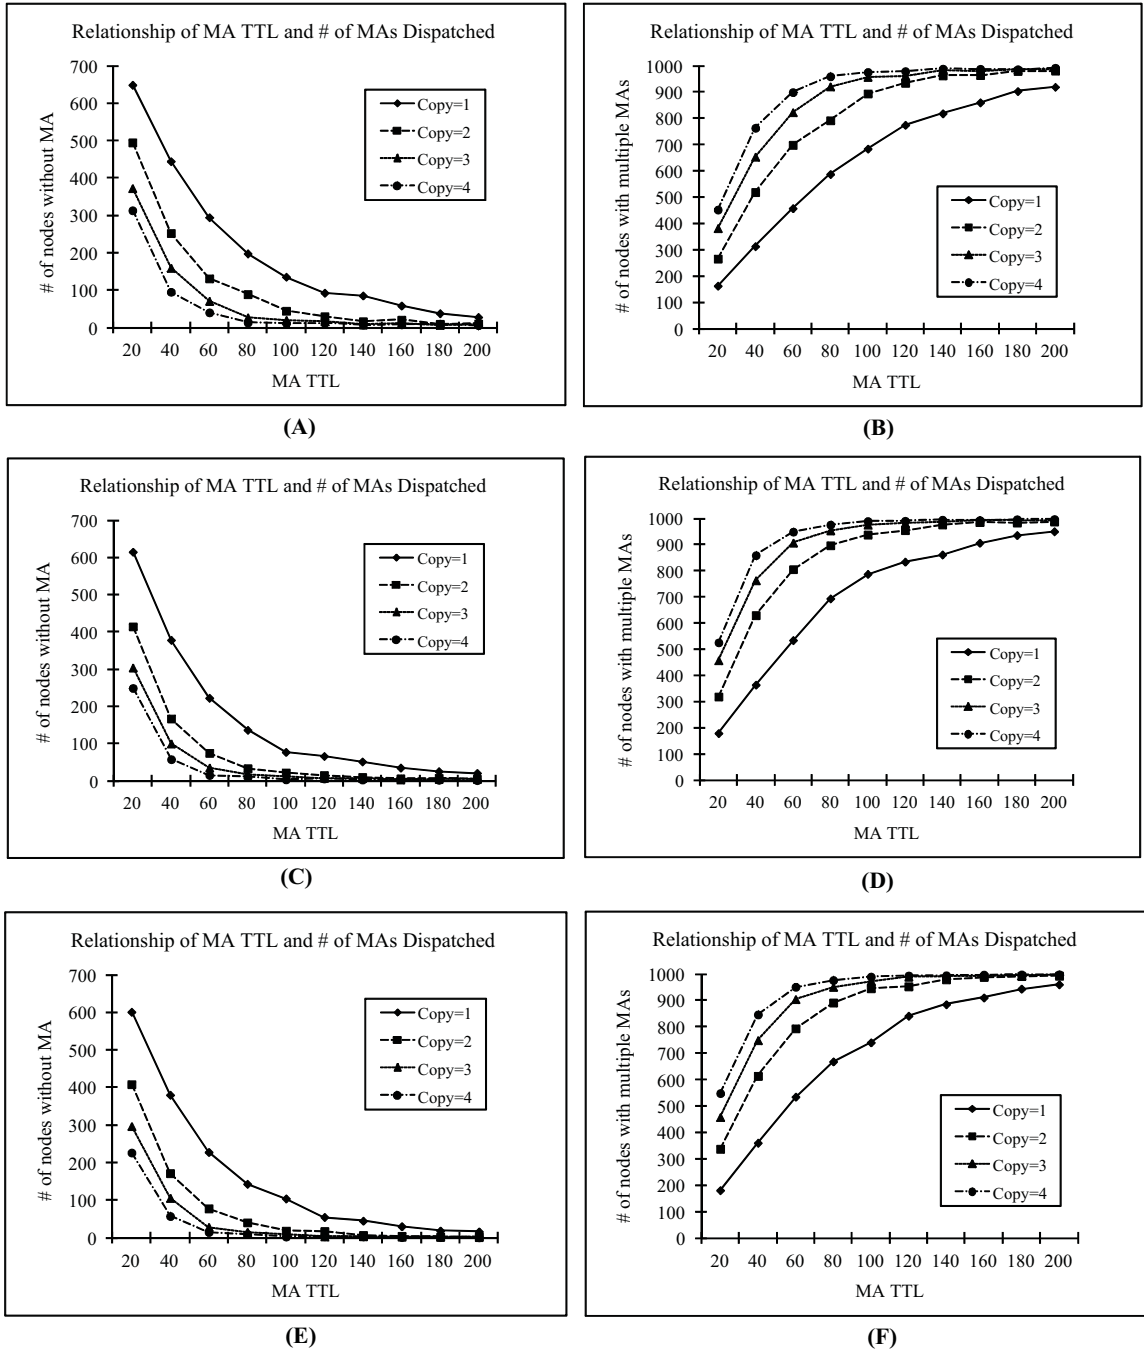 Relationship of MA TTL and # of MAs Dispatched
# of nodes without MA
700
600
500
400
300
200
100
0
20 40 60 80 100 120 140 160 180 200
MA TTL
Copy=1
Copy=2
Copy=3
Copy=4
(A)
Relationship of MA TTL and # of MAs Dispatched
# of nodes with multiple MAs
1000
900
800
700
600
500
400
300
200
100
0
20 40 60 80 100 120 140 160 180 200
MA TTL
Copy=1
Copy=2
Copy=3
Copy=4
(B)
Relationship of MA TTL and # of MAs Dispatched
# of nodes without MA
700
600
500
400
300
200
100
0
20 40 60 80 100 120 140 160 180 200
MA TTL
Copy=1
Copy=2
Copy=3
Copy=4
(C)
Relationship of MA TTL and # of MAs Dispatched
# of nodes with multiple MAs
1000
900
800
700
600
500
400
300
200
100
0
20 40 60 80 100 120 140 160 180 200
MA TTL
Copy=1
Copy=2
Copy=3
Copy=4
(D)
Relationship of MA TTL and # of MAs Dispatched
# of nodes without MA
700
600
500
400
300
200
100
0
20 40 60 80 100 120 140 160 180 200
MA TTL
Copy=1
Copy=2
Copy=3
Copy=4
(E)
Relationship of MA TTL and # of MAs Dispatched
# of nodes with multiple MAs
1000
900
800
700
600
500
400
300
200
100
0
20 40 60 80 100 120 140 160 180 200
MA TTL
Copy=1
Copy=2
Copy=3
Copy=4
(F)